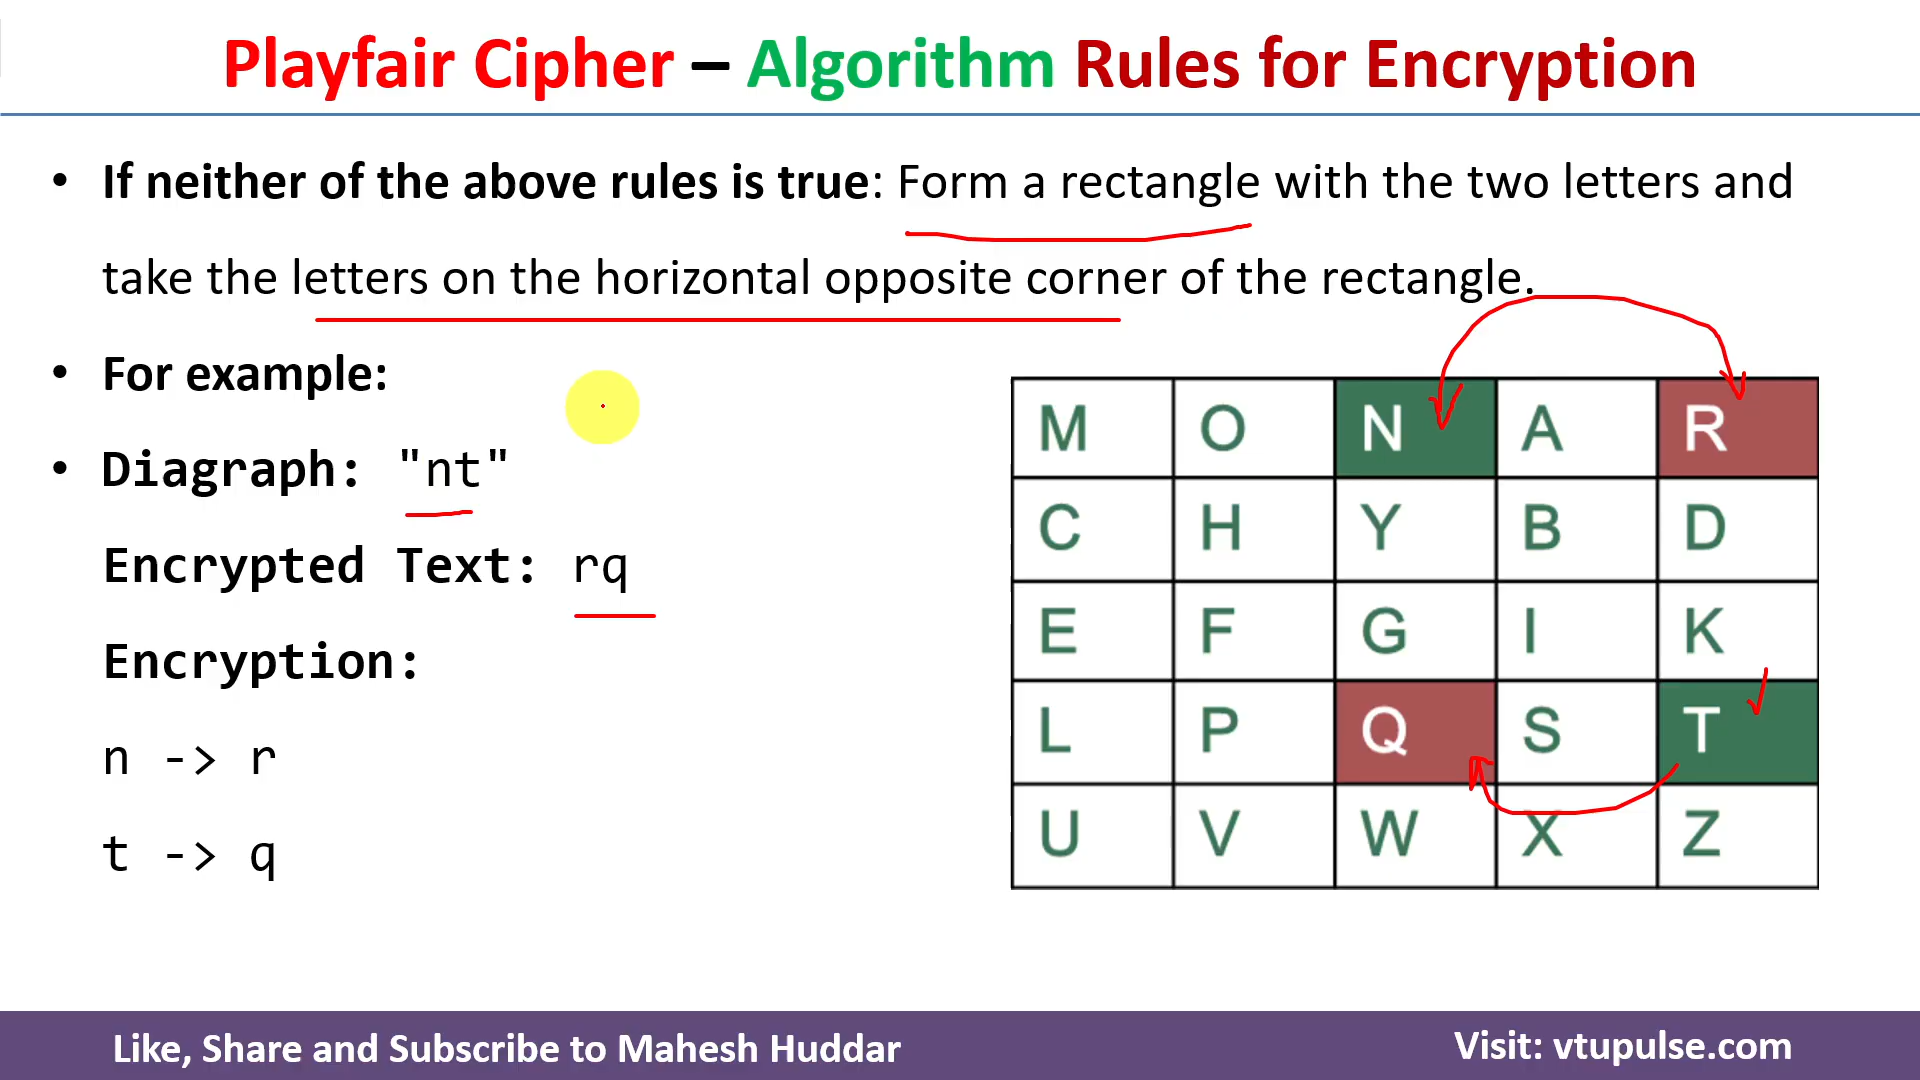 Playfair Cipher – Algorithm Rules for Encryption
• If neither of the above rules is true: Form a rectangle with the two letters and
take the letters on the horizontal opposite corner of the rectangle.
• For example:
• Diagraph: "nt"
Encrypted Text: rq
Encryption:
n -> r
t -> q
M O N A R
C H Y B D
E F G I K
L P Q S T
U V W X Z
Like, Share and Subscribe to Mahesh Huddar
Visit: vtupulse.com